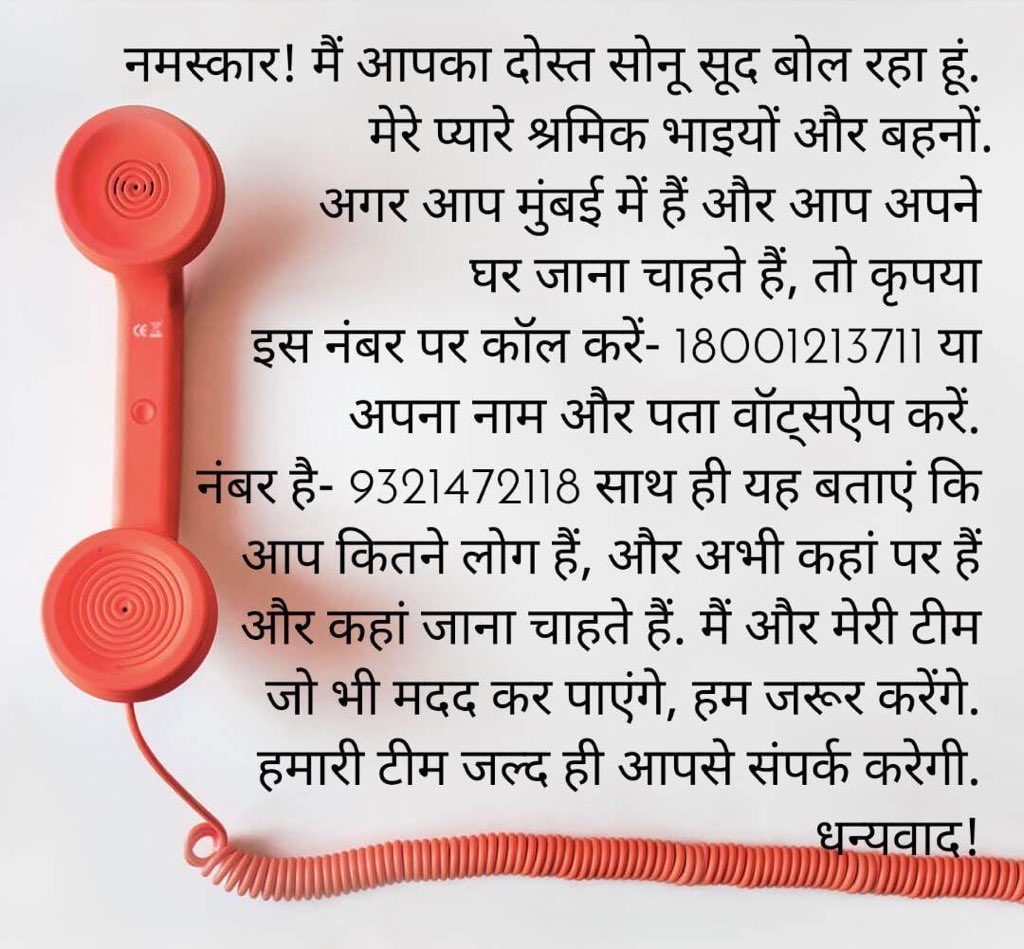 नमस्कार! मैं आपका दोस्त सोनू सूद बोल रहा हूं.
मेरे प्यारे श्रमिक भाइयों और बहनों.
अगर आप मुंबई में हैं और आप अपने
घर जाना चाहते हैं, तो कृपया
इस नंबर पर कॉल करें- 18001213711 या
अपना नाम और पता वॉट्सऐप करें.
नंबर है- 9321472118 साथ ही यह बताएं कि
आप कितने लोग हैं, और अभी कहां पर हैं
और कहां जाना चाहते हैं. मैं और मेरी टीम
जो भी मदद कर पाएंगे, हम जरूर करेंगे.
हमारी टीम जल्द ही आपसे संपर्क करेगी.
धन्यवाद!